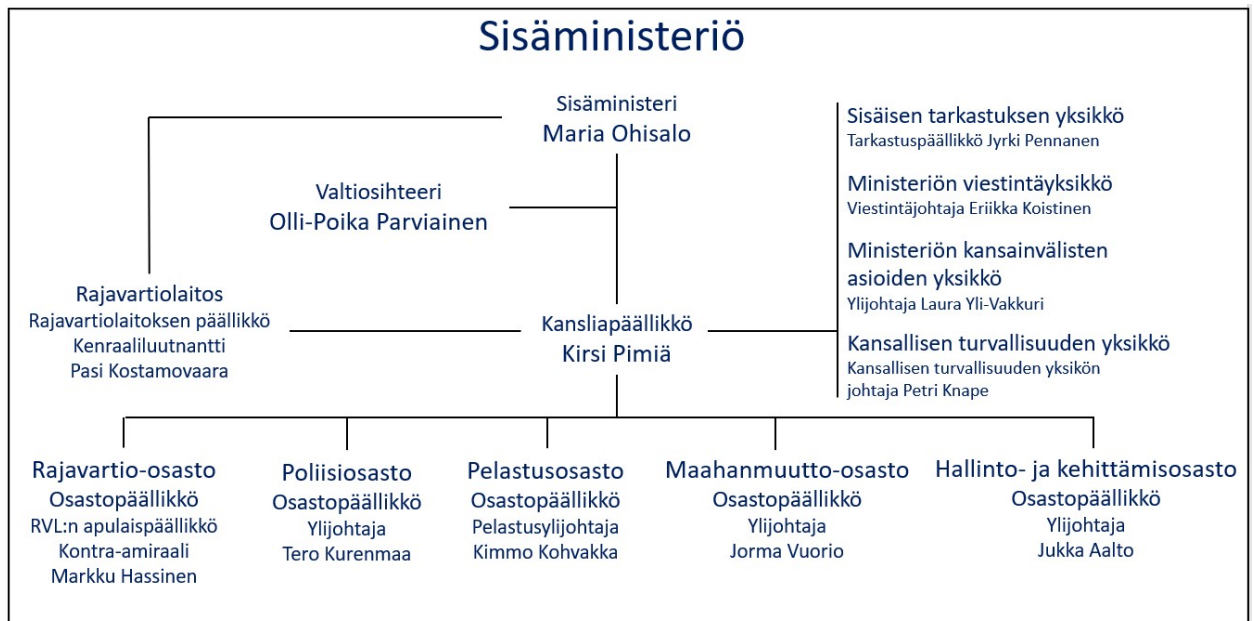 Sisäministeriö
Sisäministeri
Maria Ohisalo
Valtiosihteeri
Olli-Poika Parviainen
Rajavartiolaitos
Rajavartiolaitoksen päällikkö
Kenraaliluutnantti
Pasi Kostamovaara
Kansliapäällikkö
Kirsi Pimiä
Sisäisen tarkastuksen yksikkö
Tarkastuspäällikkö Jyrki Pennanen
Ministeriön viestintäyksikkö
Viestintäjohtaja Eriikka Koistinen
Ministeriön kansainvälisten
asioiden yksikkö
Ylijohtaja Laura Yli-Vakkuri
Kansallisen turvallisuuden yksikkö
Kansallisen turvallisuuden yksikön
johtaja Petri Knape
Rajavartio-osasto
Osastopäällikkö
RVL:n apulaispäällikkö
Kontra-amiraali
Markku Hassinen
Poliisiosasto
Osastopäällikkö
Ylijohtaja
Tero Kurenmaa
Pelastusosasto
Osastopäällikkö
Pelastusylijohtaja
Kimmo Kohvakka
Maahanmuutto-osasto
Osastopäällikkö
Ylijohtaja
Jorma Vuorio
Hallinto- ja kehittämisosasto
Osastopäällikkö
Ylijohtaja
Jukka Aalto